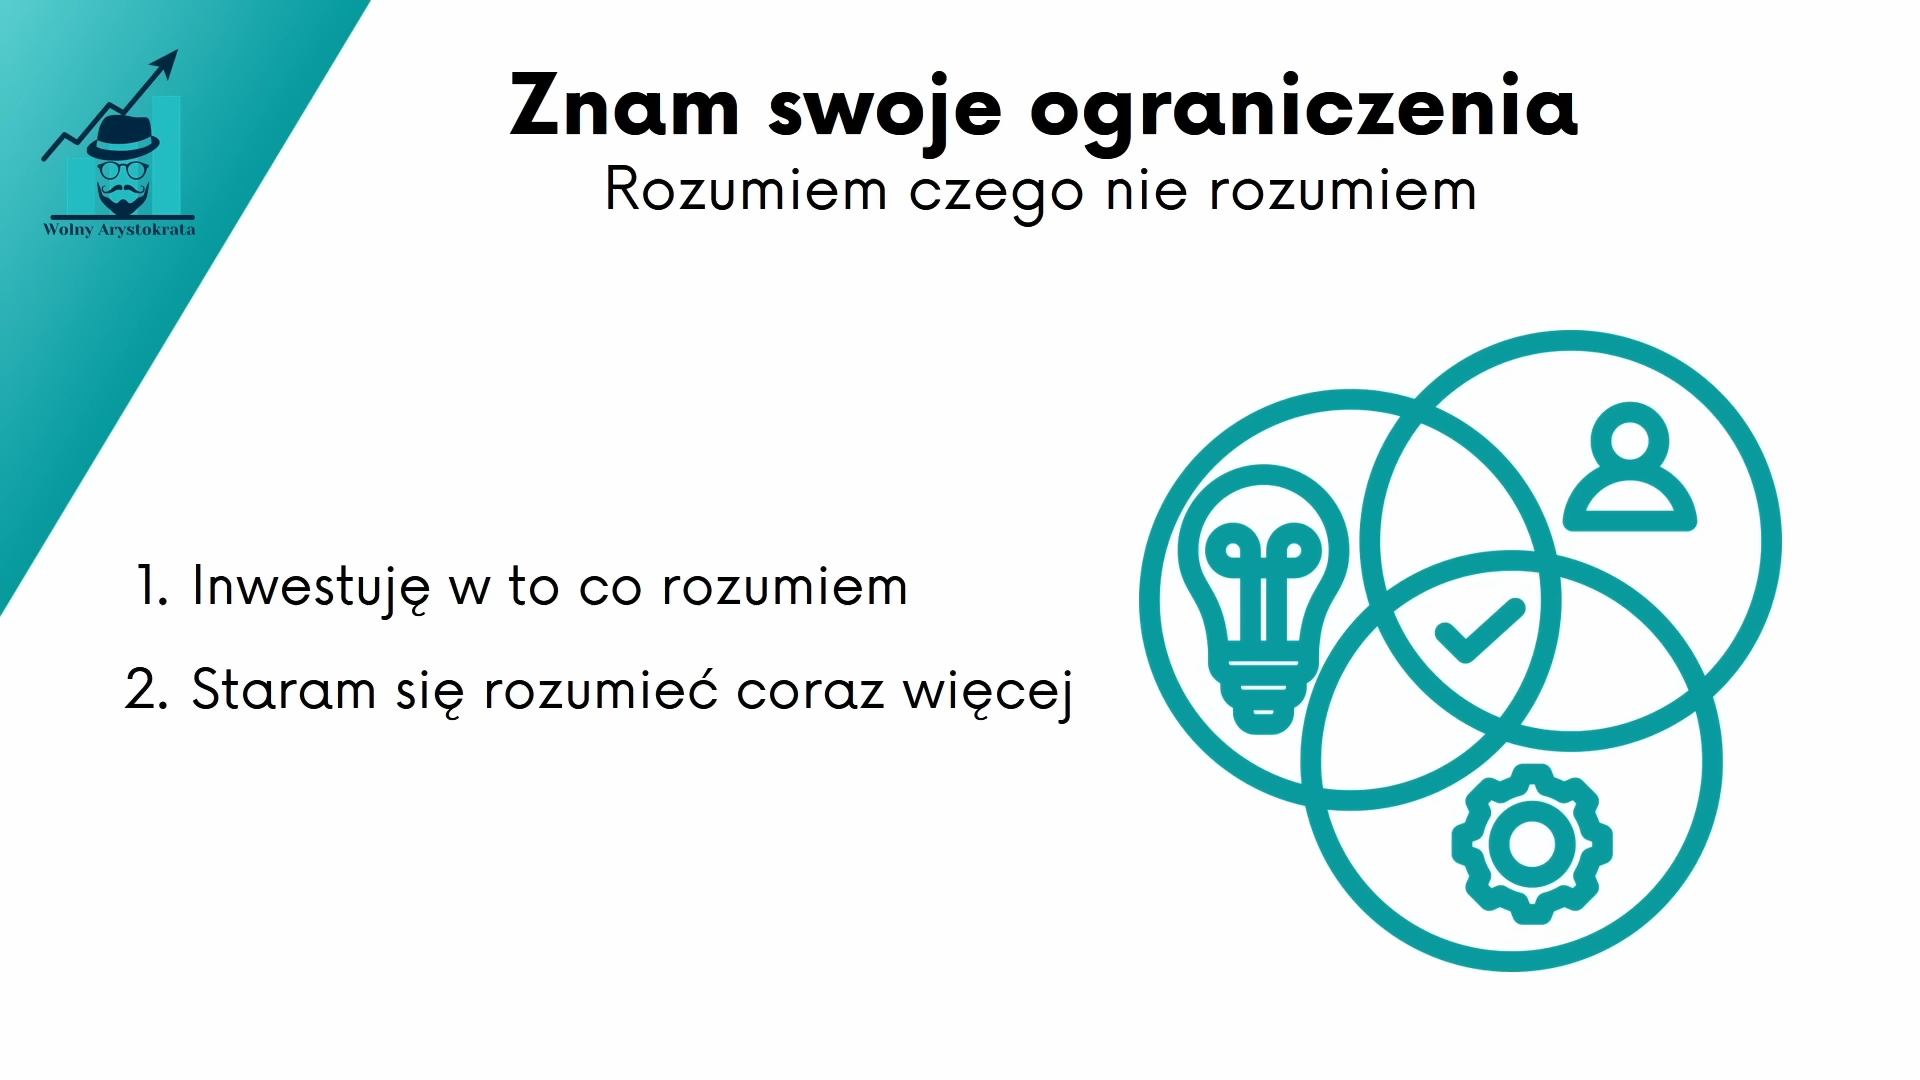 Wolny Arystokrata
Znam swoje ograniczenia
Rozumiem czego nie rozumiem
1. Inwestuję w to co rozumiem
2. Staram się rozumieć coraz więcej